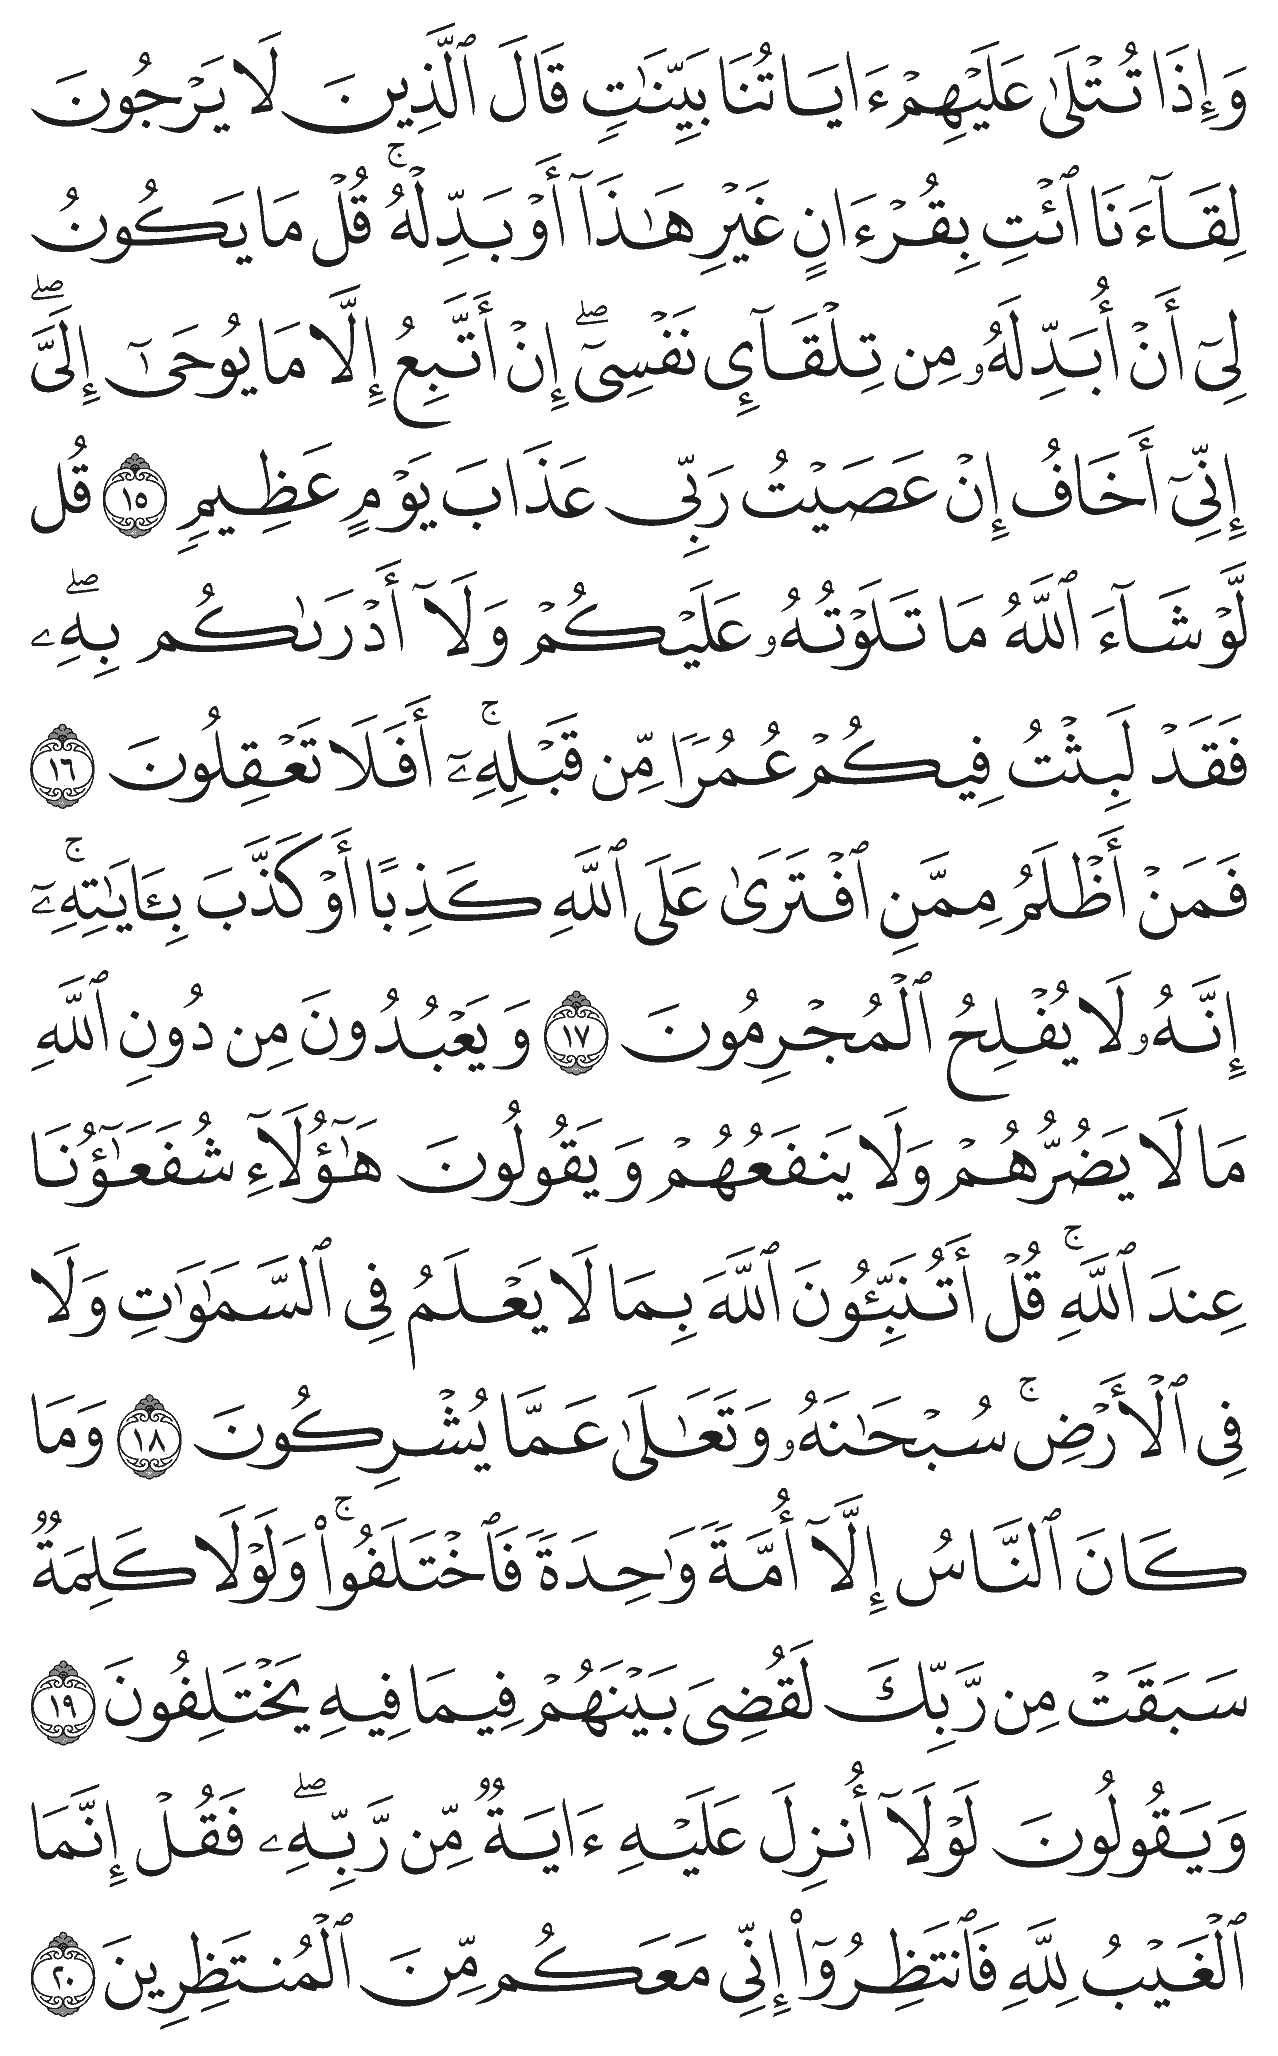 وَإِذَا تُتْلَىٰ عَلَيْهِمْ ءَايَاتُنَا بَيِّنَـٰتٍ قَالَ ٱلَّذِينَ لَا يَرْجُونَ
لِقَآءَنَا ٱئْتِ بِقُرْءَانٍ غَيْرِ هَـٰذَآ أَوْ بَدِّلْهُ ۚ قُلْ مَا يَكُونُ
لِىٓ أَنْ أُبَدِّلَهُۥ مِن تِلْقَآئِ نَفْسِىٓ ۖ إِنْ أَتَّبِعُ إِلَّا مَا يُوحَىٰٓ إِلَىَّ ۖ
إِنِّىٓ أَخَافُ إِنْ عَصَيْتُ رَبِّى عَذَابَ يَوْمٍ عَظِيمٍ ١٥ قُل
لَّوْ شَآءَ ٱللَّهُ مَا تَلَوْتُهُۥ عَلَيْكُمْ وَلَآ أَدْرَىٰكُم بِهِۦ ۖ
فَقَدْ لَبِثْتُ فِيكُمْ عُمُرًا مِّن قَبْلِهِۦٓ ۚ أَفَلَا تَعْقِلُونَ ١٦
فَمَنْ أَظْلَمُ مِمَّنِ ٱفْتَرَىٰ عَلَى ٱللَّهِ كَذِبًا أَوْ كَذَّبَ بِـَٔايَـٰتِهِۦٓ ۚ
إِنَّهُۥ لَا يُفْلِحُ ٱلْمُجْرِمُونَ ١٧ وَيَعْبُدُونَ مِن دُونِ ٱللَّهِ
مَا لَا يَضُرُّهُمْ وَلَا يَنفَعُهُمْ وَيَقُولُونَ هَـٰٓؤُلَآءِ شُفَعَـٰٓؤُنَا
عِندَ ٱللَّهِ ۚ قُلْ أَتُنَبِّـُٔونَ ٱللَّهَ بِمَا لَا يَعْلَمُ فِى ٱلسَّمَـٰوَٰتِ وَلَا
فِى ٱلْأَرْضِ ۚ سُبْحَـٰنَهُۥ وَتَعَـٰلَىٰ عَمَّا يُشْرِكُونَ ١٨ وَمَا
كَانَ ٱلنَّاسُ إِلَّآ أُمَّةً وَٰحِدَةً فَٱخْتَلَفُوا۟ ۚ وَلَوْلَا كَلِمَةٌ
سَبَقَتْ مِن رَّبِّكَ لَقُضِىَ بَيْنَهُمْ فِيمَا فِيهِ يَخْتَلِفُونَ ١٩
وَيَقُولُونَ لَوْلَآ أُنزِلَ عَلَيْهِ ءَايَةٌ مِّن رَّبِّهِۦ ۖ فَقُلْ إِنَّمَا
ٱلْغَيْبُ لِلَّهِ فَٱنتَظِرُوٓا۟ إِنِّى مَعَكُم مِّنَ ٱلْمُنتَظِرِينَ ٢٠